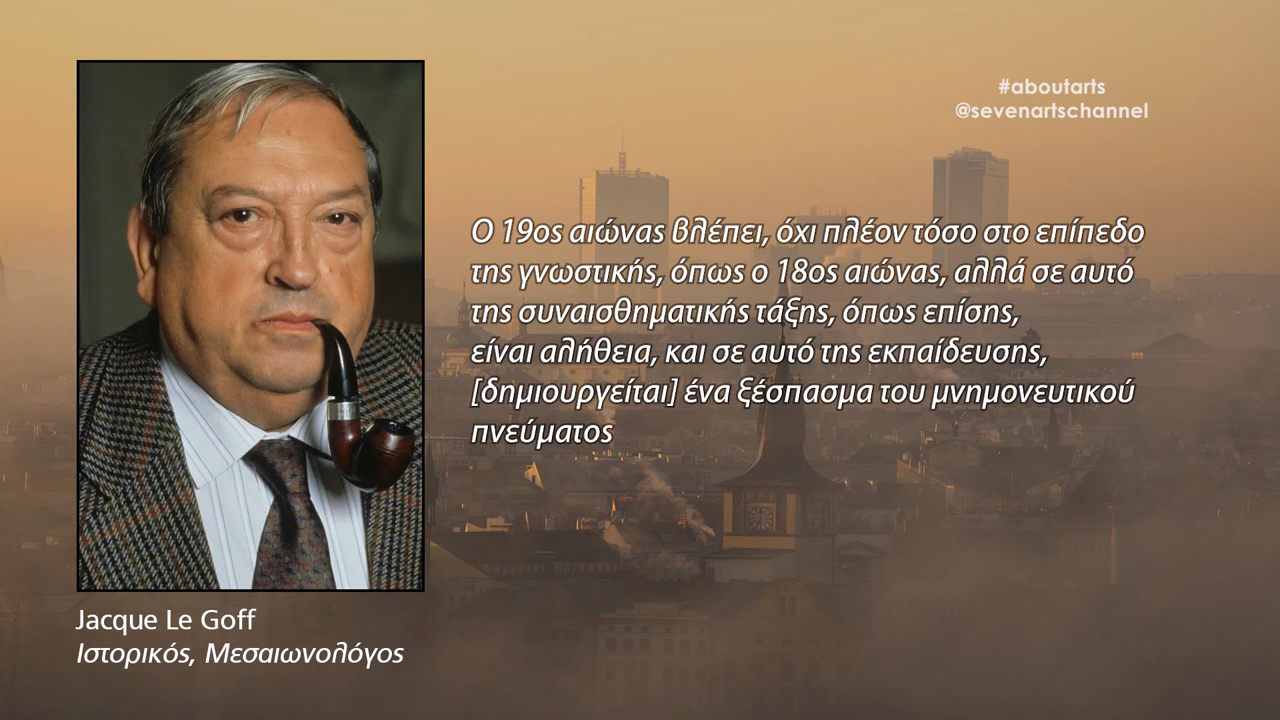 #aboutarts
@sevenartschannel
Ο 19ος αιώνας βλέπει, όχι πλέον τόσο στο επίπεδο
της γνωστικής, όπως ο 18ος αιώνας, αλλά σε αυτό
της συναισθηματικής τάξης, όπως επίσης,
είναι αλήθεια, και σε αυτό της εκπαίδευσης,
[δημιουργείται] ένα ξέσπασμα του μνημονευτικού
πνεύματος
Jacque Le Goff
Ιστορικός, Μεσαιωνολόγος